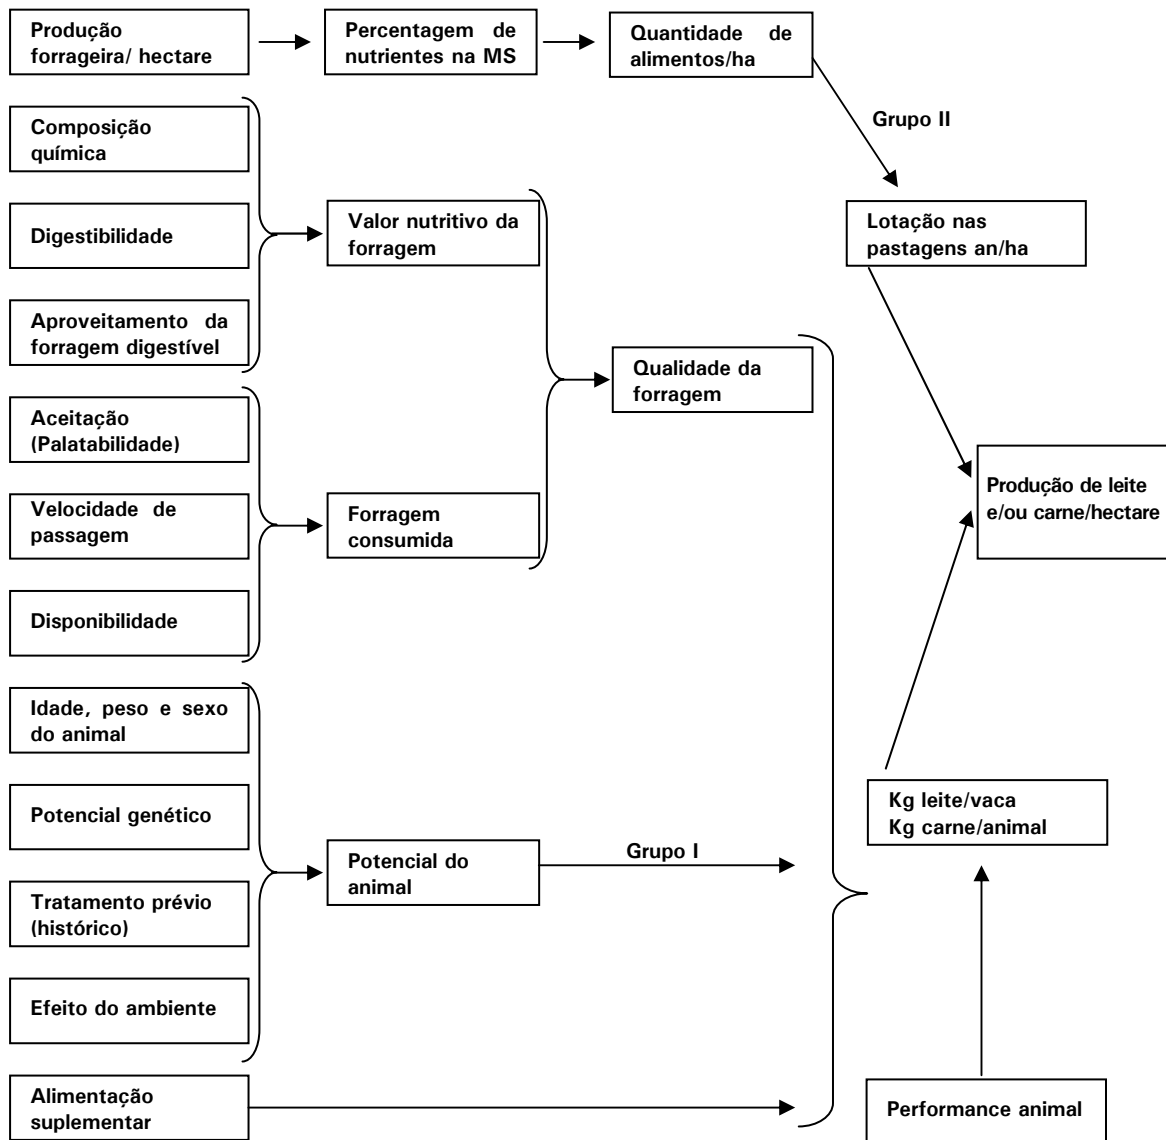 Produção
forrageira/ hectare
Percentagem de
nutrientes na MS
Quantidade de
alimentos/ha
Grupo II
Composição
química
Digestibilidade
Aproveitamento da
forragem digestível
Valor nutritivo da
forragem
Lotação nas
pastagens an/ha
Aceitação
(Palatabilidade)
Velocidade de
passagem
Disponibilidade
Forragem
consumida
Qualidade da
forragem
Produção de leite
e/ou carne/hectare
Idade, peso e sexo
do animal
Potencial genético
Tratamento prévio
(histórico)
Efeito do ambiente
Potencial do
animal
Grupo I
Kg leite/vaca
Kg carne/animal
Alimentação
suplementar
Performance animal